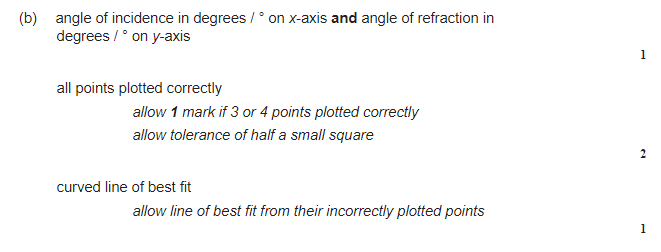 (b) angle of incidence in degrees / ° on x-axis and angle of refraction in
degrees / ° on y-axis
1
all points plotted correctly
allow 1 mark if 3 or 4 points plotted correctly
allow tolerance of half a small square
2
curved line of best fit
allow line of best fit from their incorrectly plotted points
1